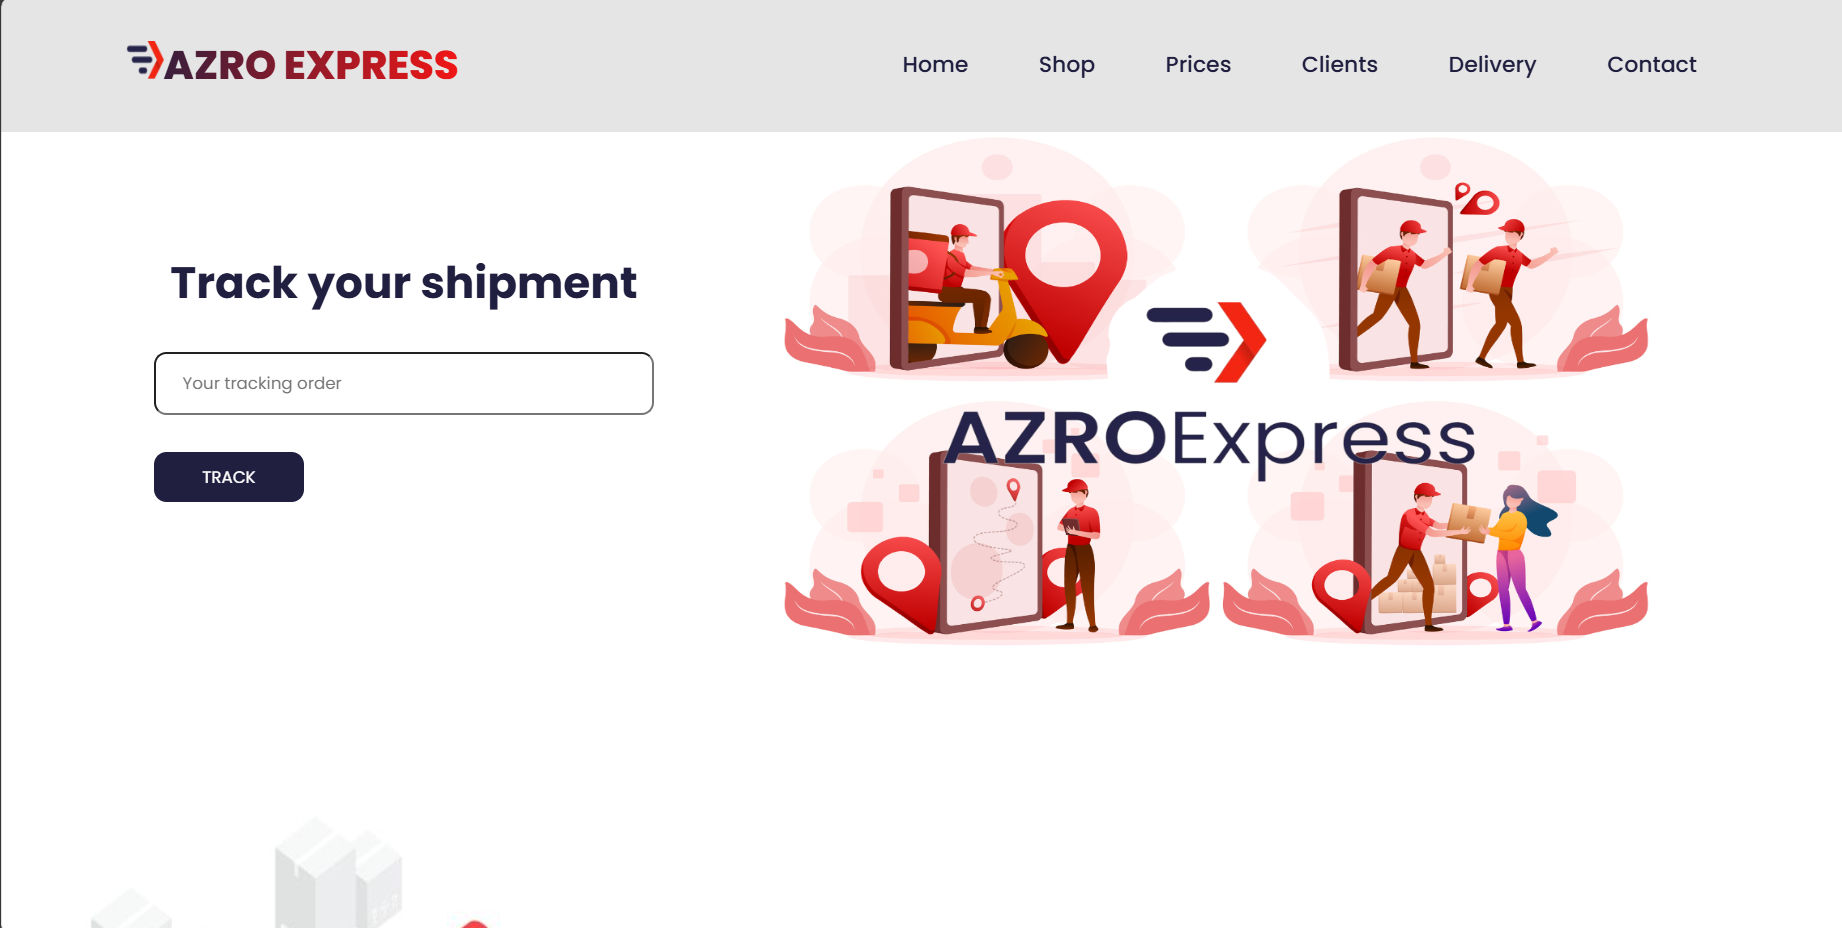 AZRO EXPRESS
Home
Shop
Prices
Clients
Delivery
Contact
Track your shipment
Your tracking order
TRACK
AZROExpress